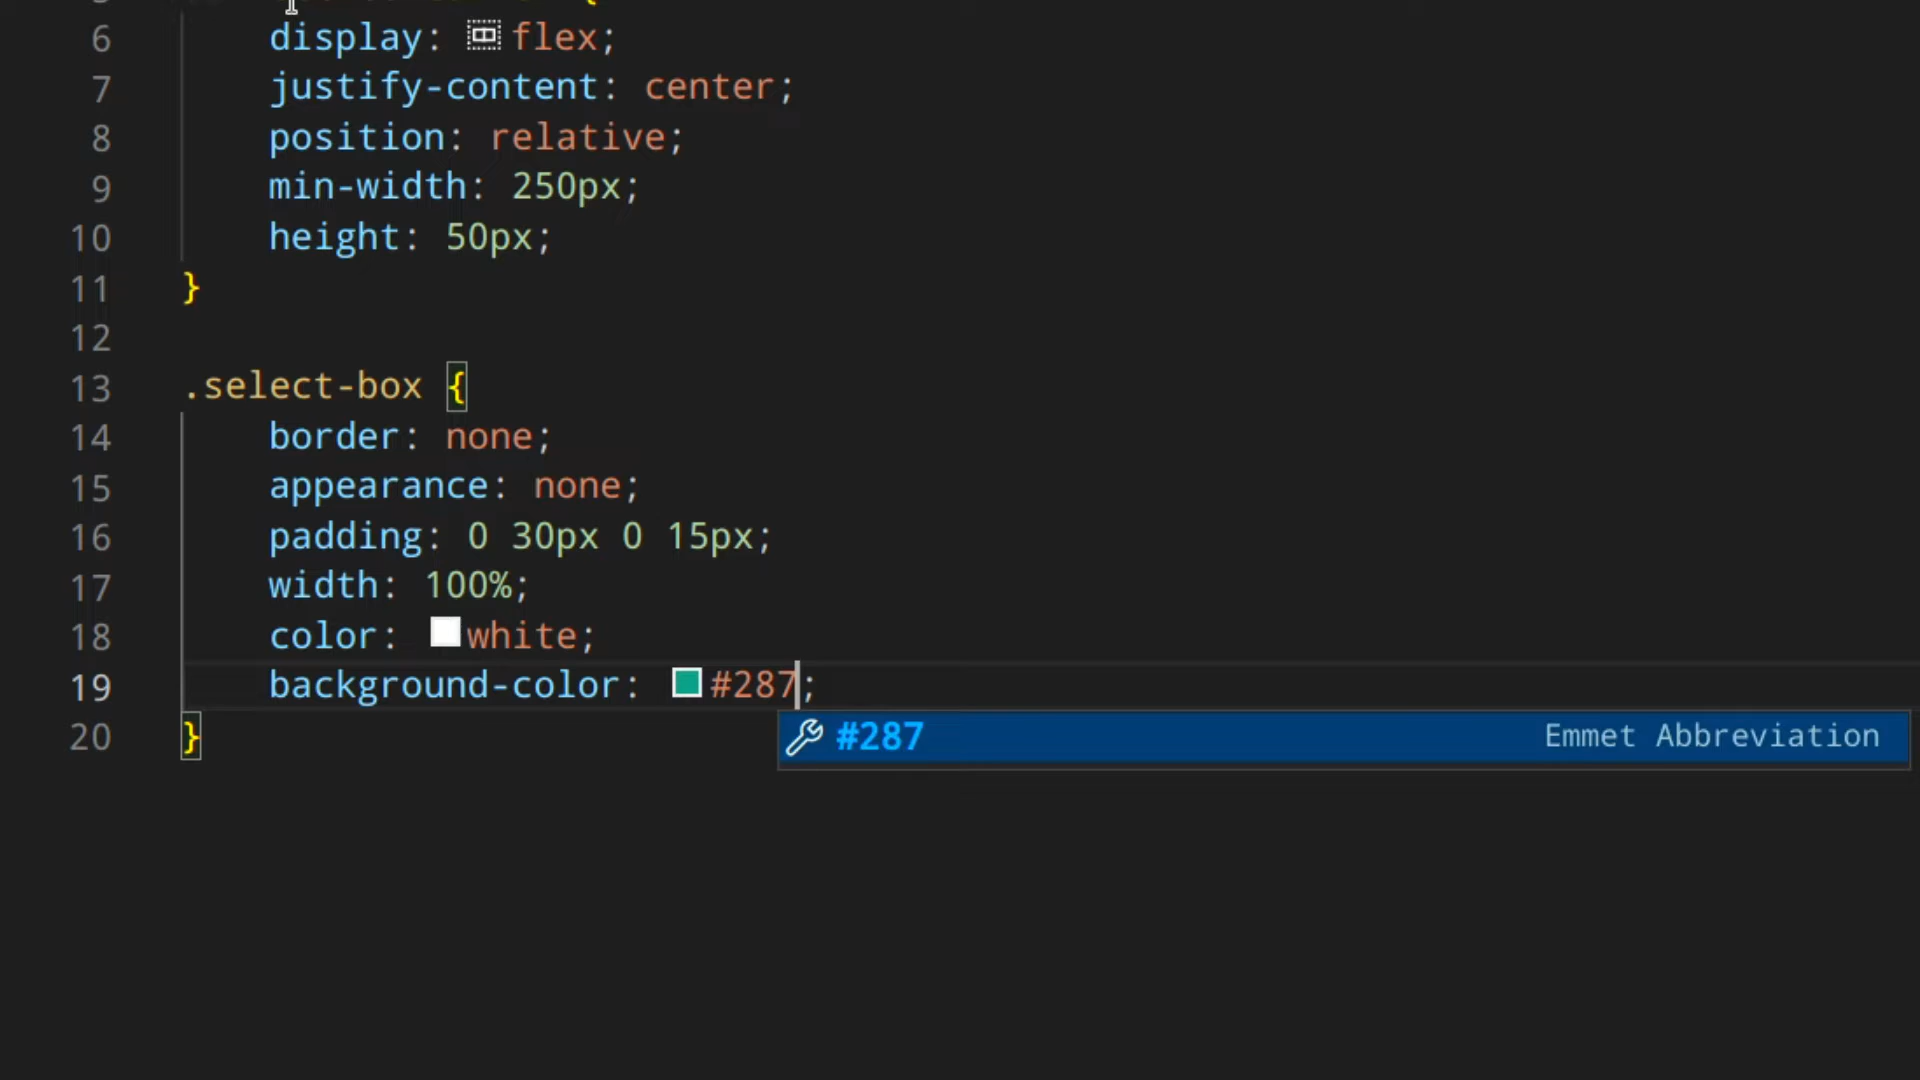 6 display: flex;
7 justify-content: center;
8 position: relative;
9 min-width: 250px;
10 height: 50px;
11 }
12
13 .select-box {
14 border: none;
15 appearance: none;
16 padding: 0 30px 0 15px;
17 width: 100%;
18 color: white;
19 background-color: #287;
20 }
#287 Emmet Abbreviation